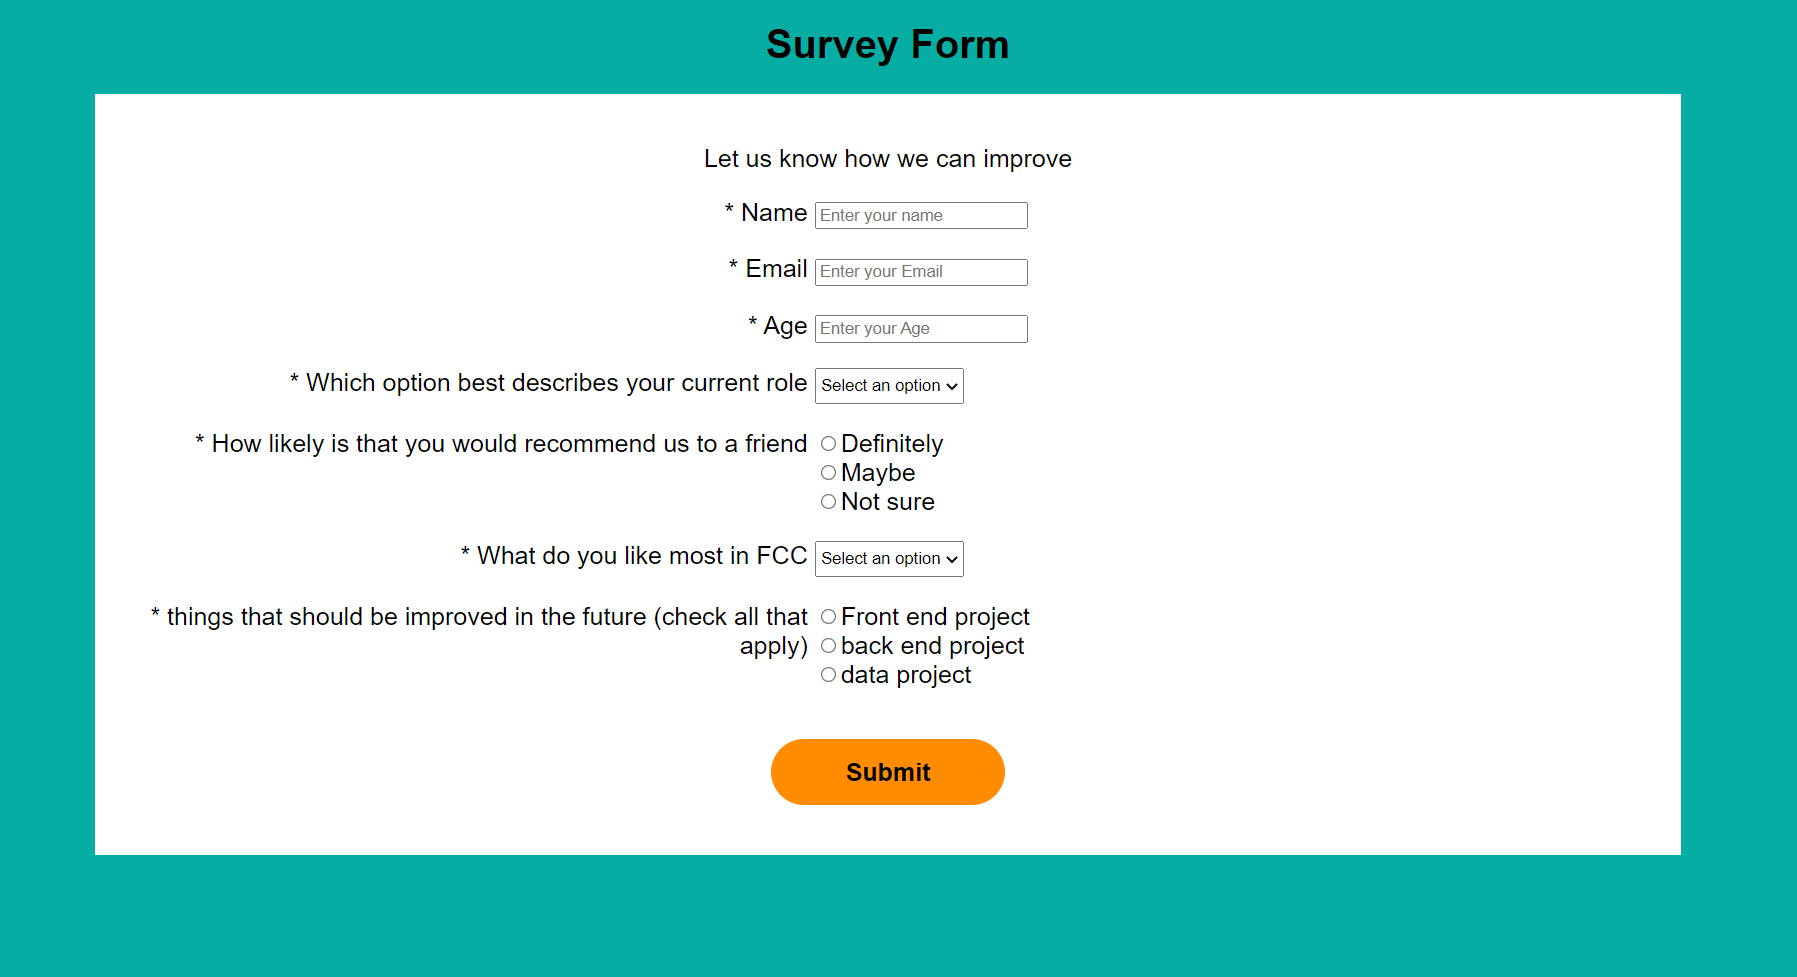 Survey Form
Let us know how we can improve
* Name Enter your name
* Email Enter your Email
* Age Enter your Age
* Which option best describes your current role Select an option
* How likely is that you would recommend us to a friend Definitely
Maybe
Not sure
* What do you like most in FCC Select an option
* things that should be improved in the future (check all that
apply)
Front end project
back end project
data project
Submit